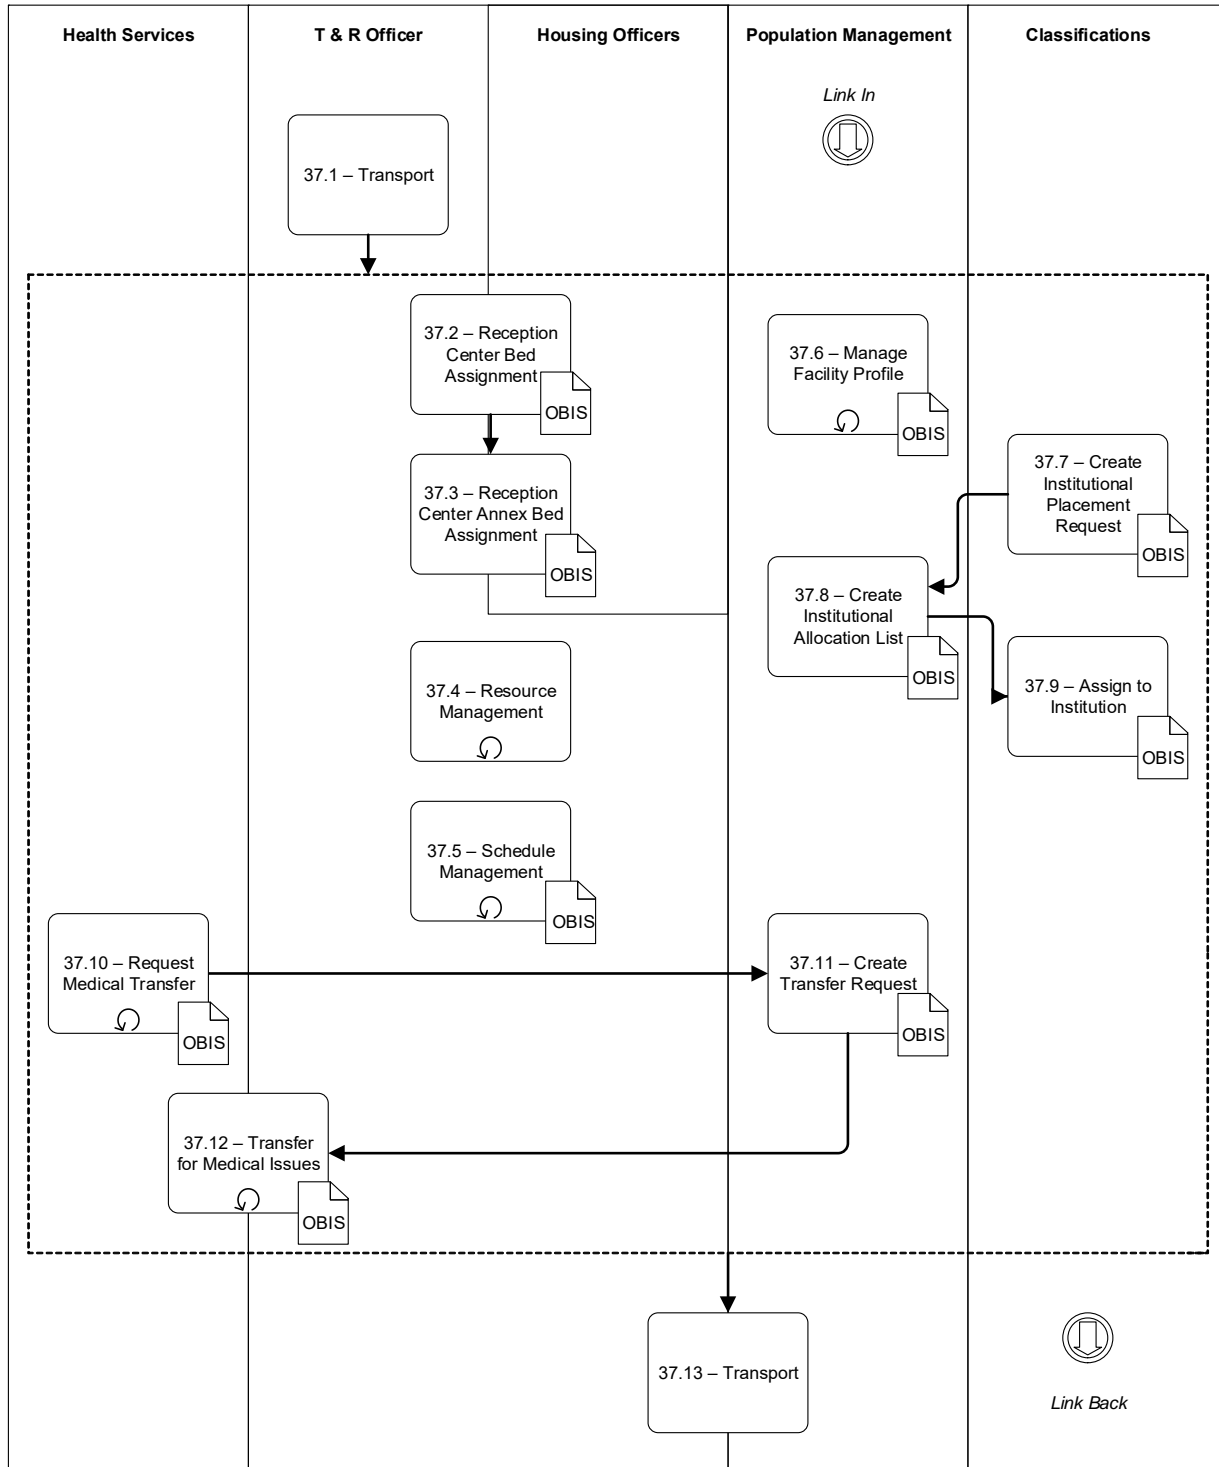 Health Services
T & R Officer
Housing Officers
Population Management
Classifications
Link In
37.1 – Transport
37.2 – Reception
Center Bed
Assignment
OBIS
37.6 – Manage
Facility Profile
OBIS
37.3 – Reception
Center Annex Bed
Assignment
OBIS
37.7 – Create
Institutional
Placement
Request
OBIS
37.8 – Create
Institutional
Allocation List
OBIS
37.9 – Assign to
Institution
OBIS
37.4 – Resource
Management
37.5 – Schedule
Management
OBIS
37.10 – Request
Medical Transfer
OBIS
37.11 – Create
Transfer Request
OBIS
37.12 – Transfer
for Medical Issues
OBIS
37.13 – Transport
Link Back